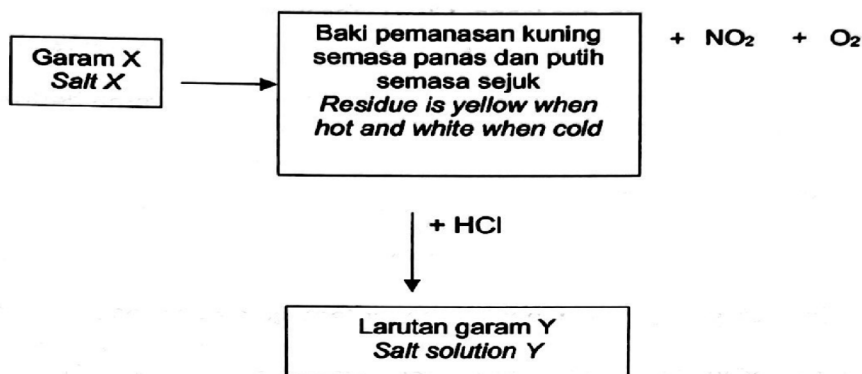 Garam X
Salt X
Baki pemanasan kuning
semasa panas dan putih
semasa sejuk
Residue is yellow when
hot and white when cold
+ NO₂ + O₂
+ HCl
Larutan garam Y
Salt solution Y